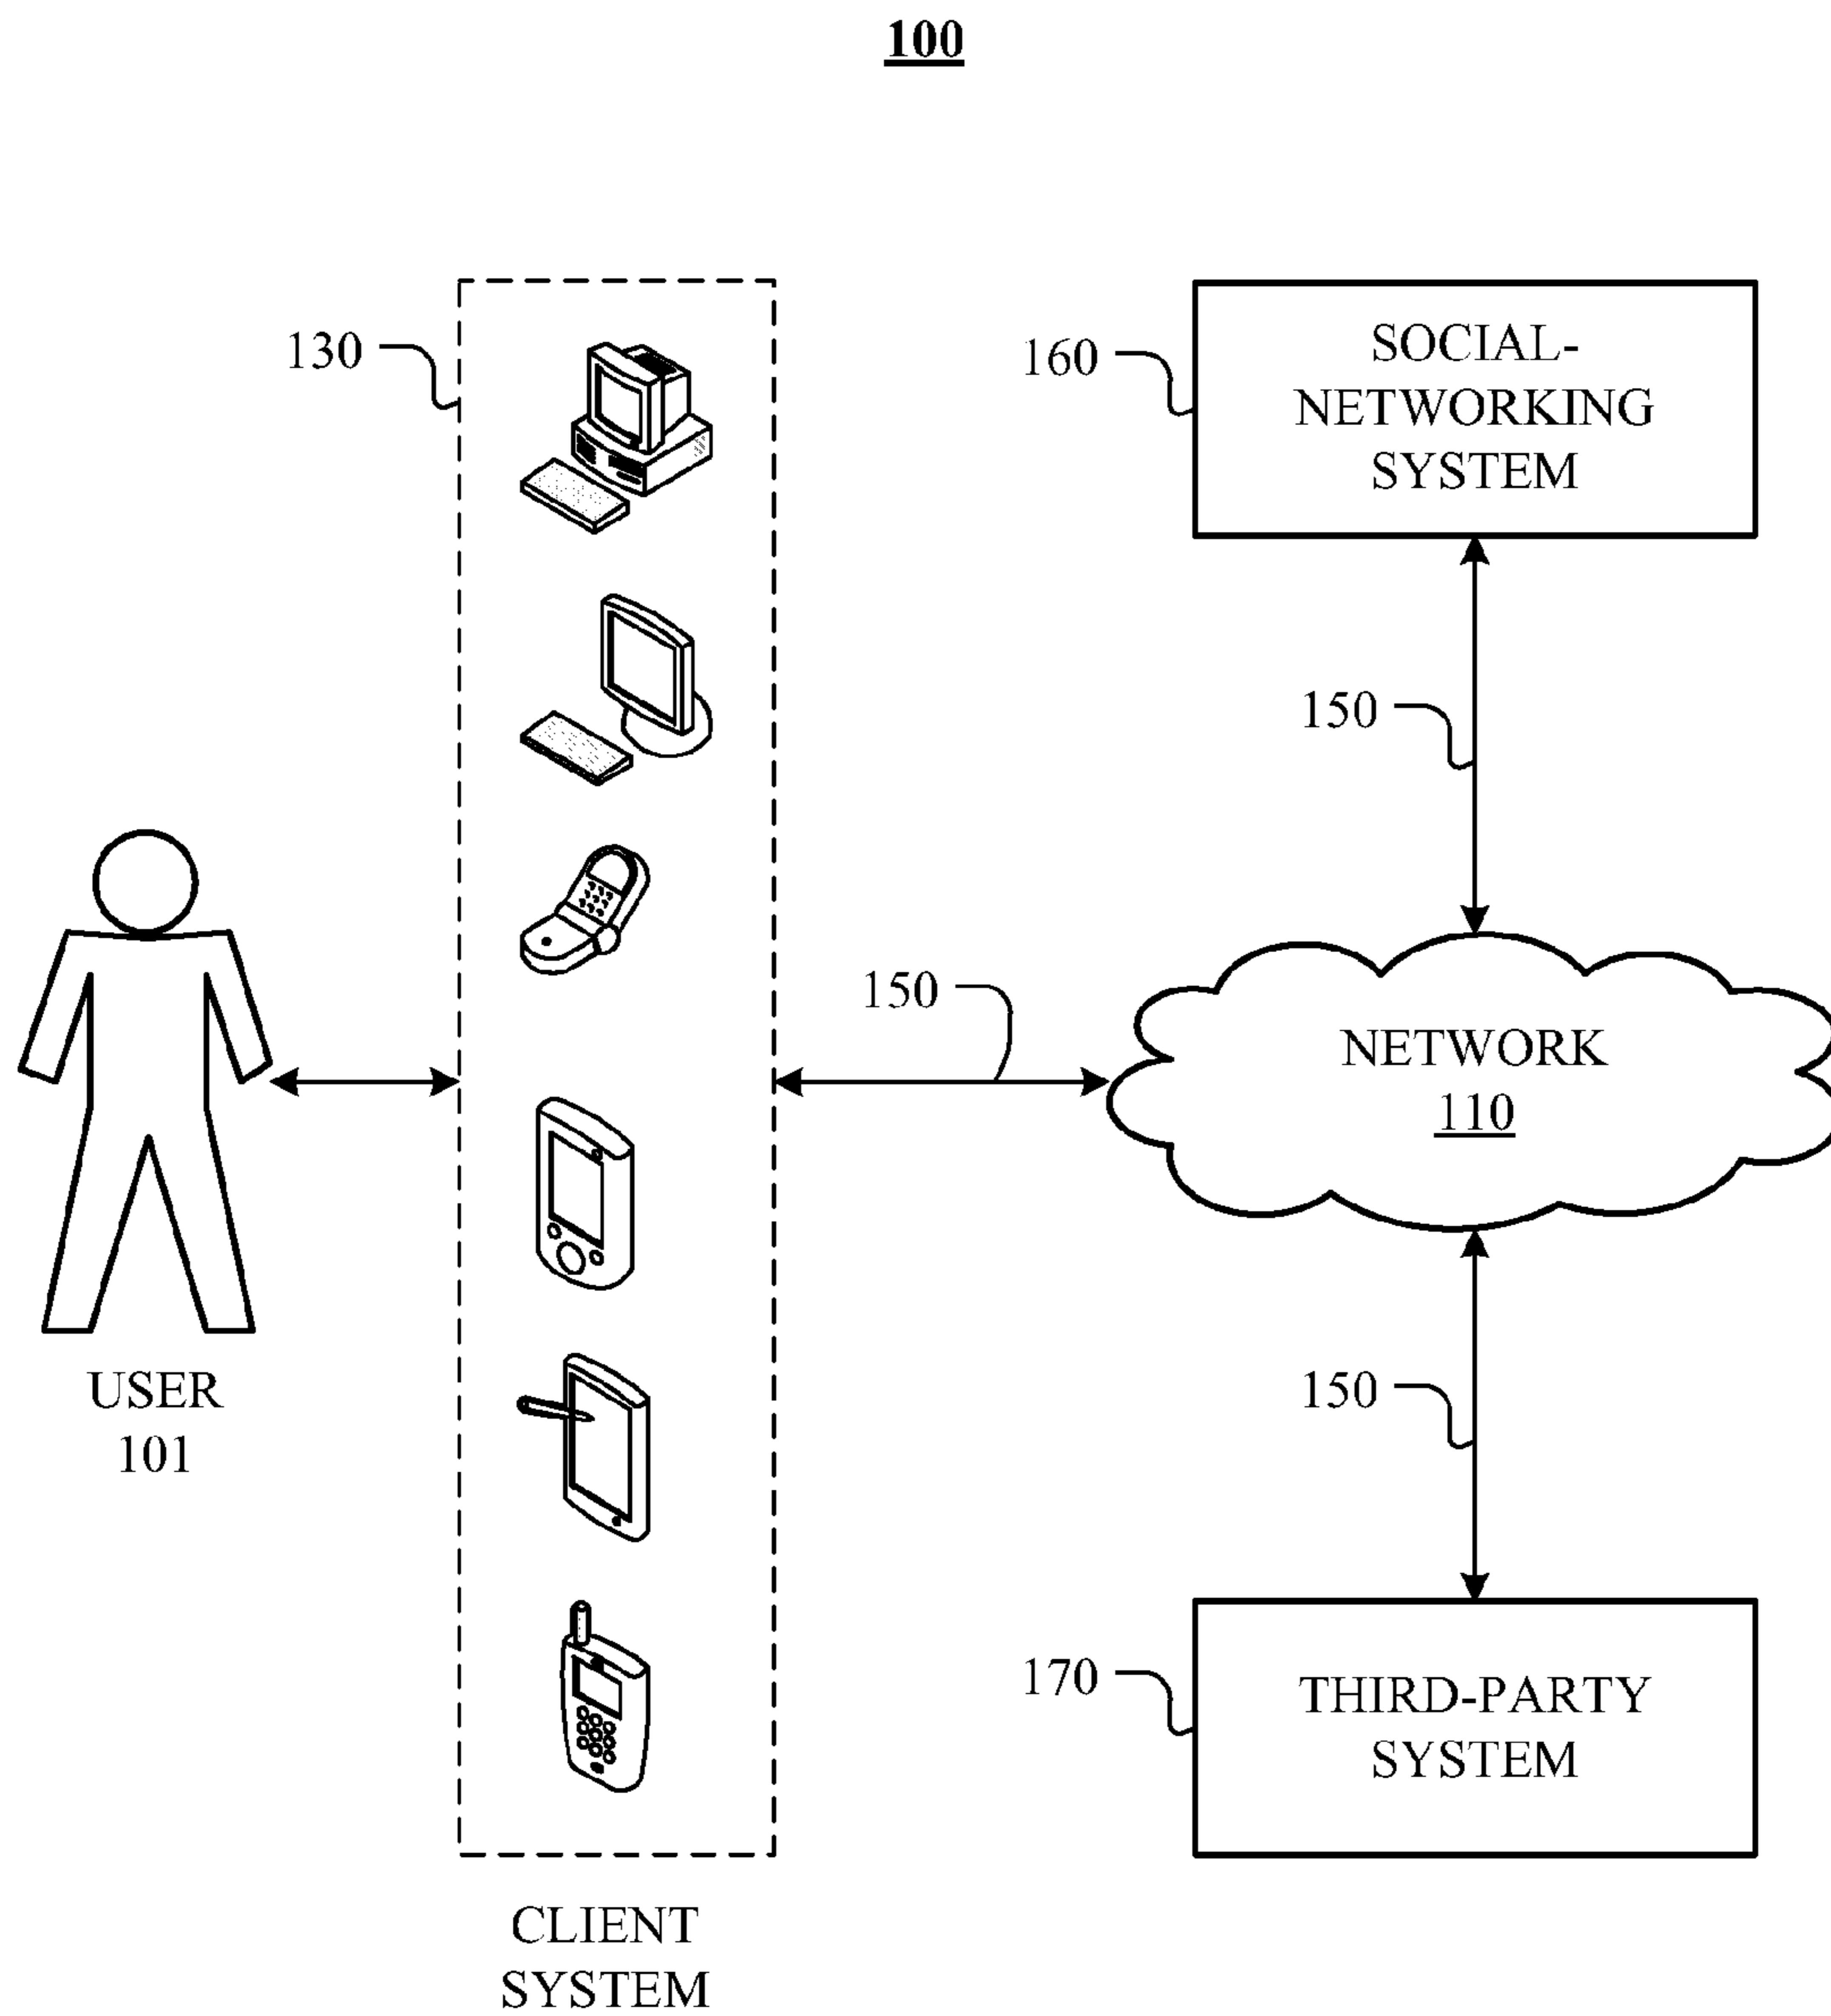 100
130
160
SOCIAL-
NETWORKING
SYSTEM
150
150
NETWORK
110
USER
101
150
170
THIRD-PARTY
SYSTEM
CLIENT
SYSTEM